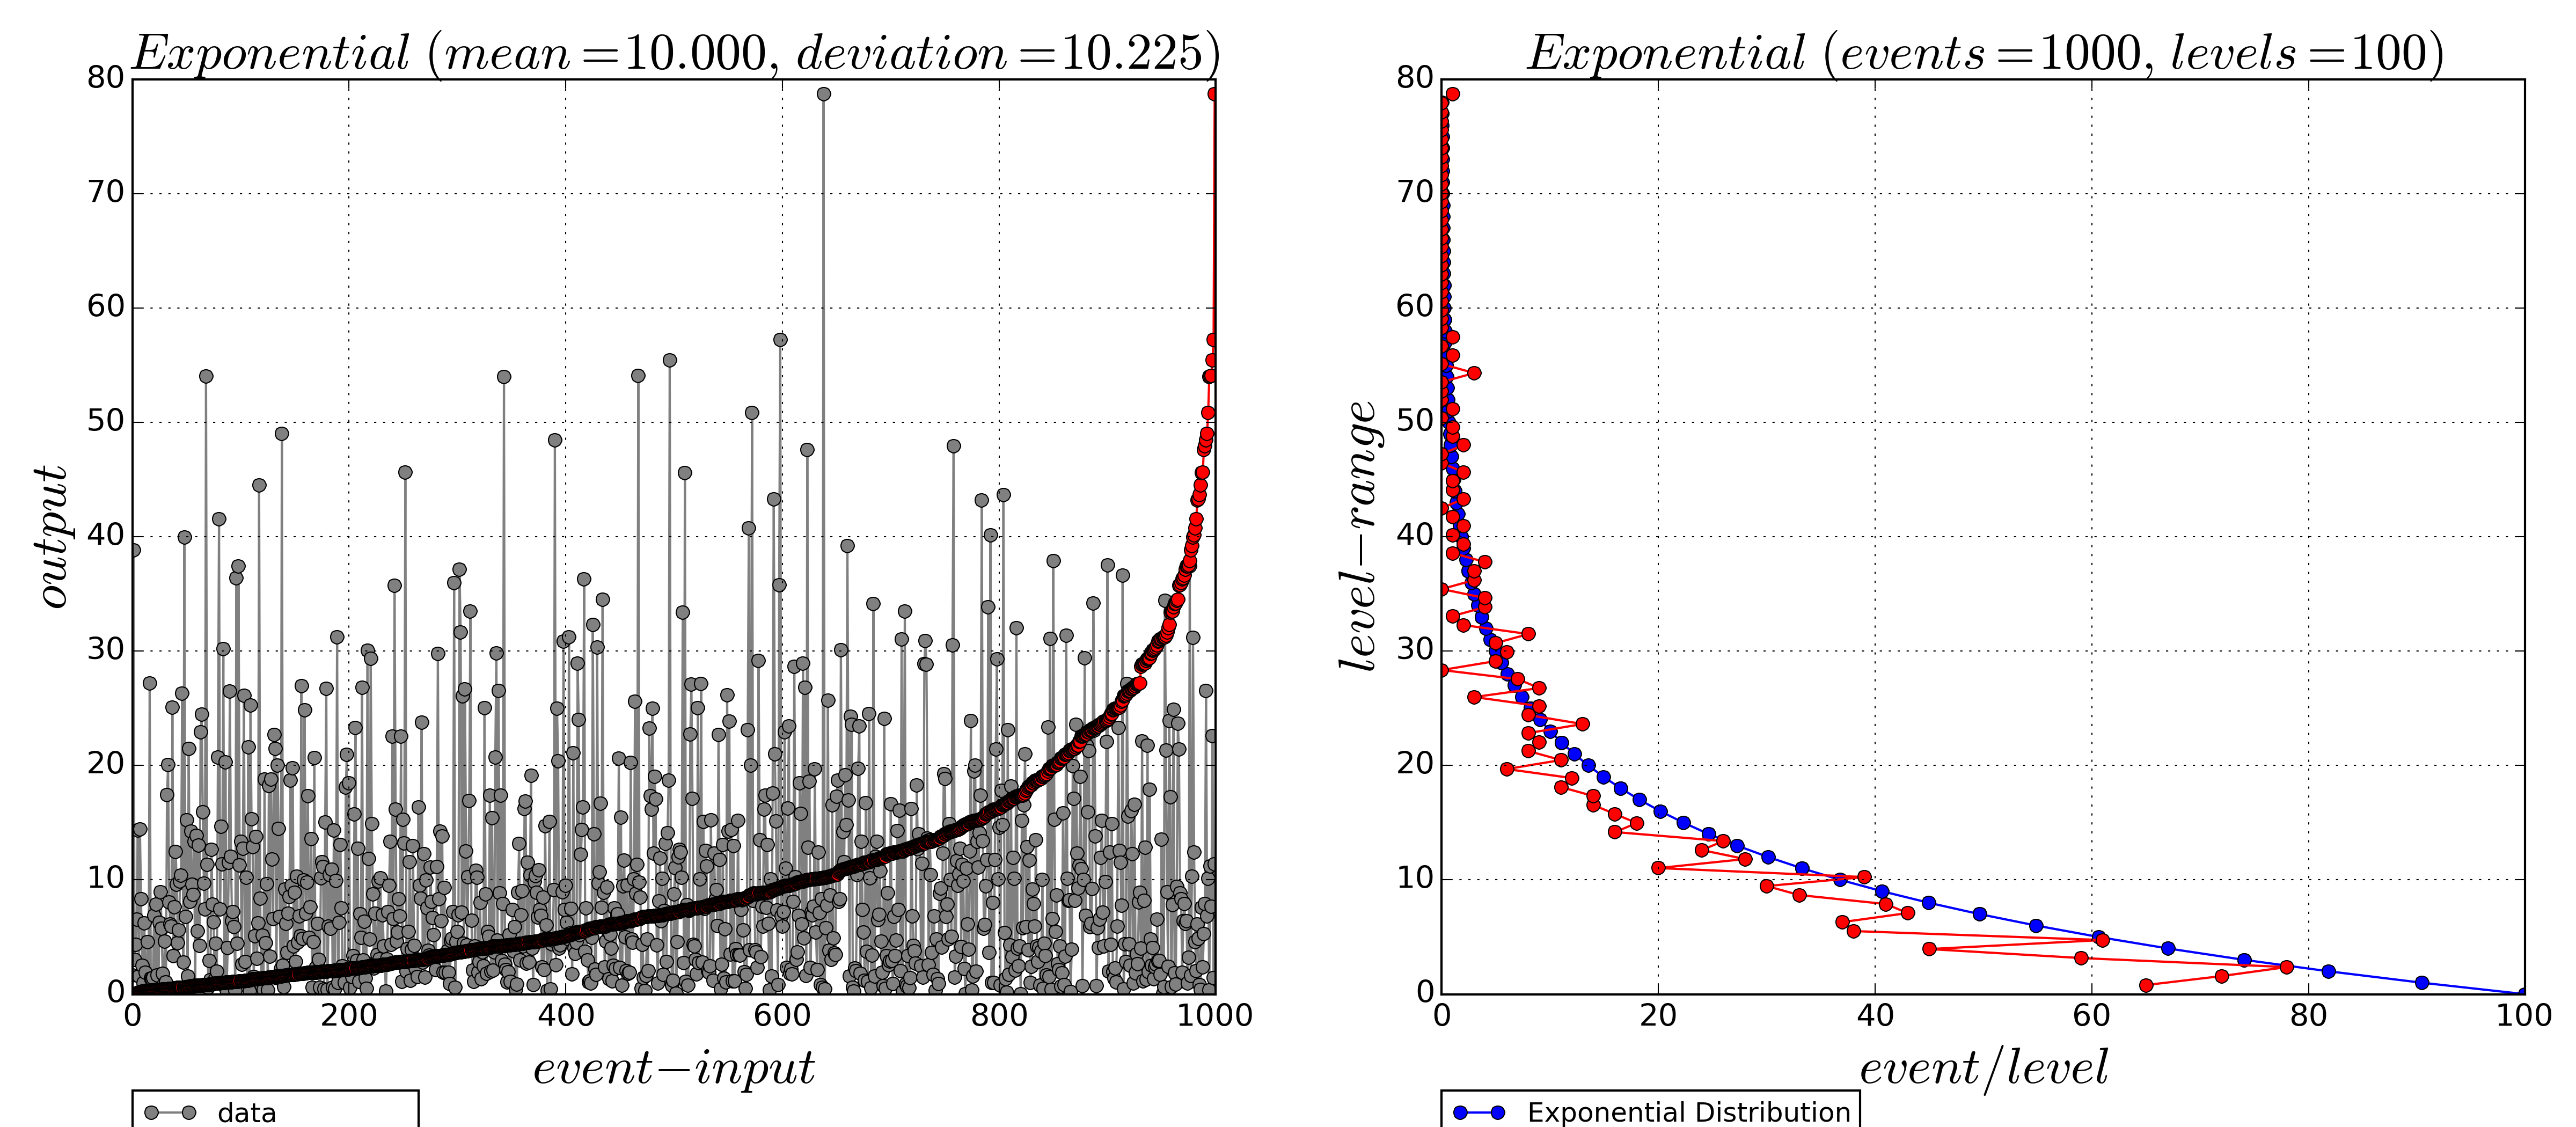 Exponential (mean=10.000, deviation=10.225)
80
70
60
50
40
30
20
10
0
output
0 200 400 600 800 1000
event-input
data
Exponential (events=1000, levels=100)
80
70
60
50
40
30
20
10
0
level-range
0 20 40 60 80 100
event/level
Exponential Distribution